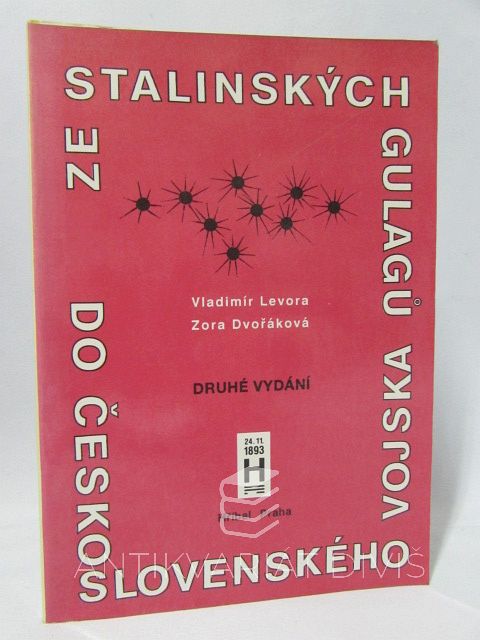 ZE
STALINSKÝCH
GULAGŮ
DO ČESKO
SLOVENSKÉHO
VOJSKA
Vladimír Levora
Zora Dvořáková
DRUHÉ VYDÁNÍ
24. 11.
1893
H
Hříbal, Praha
ANTIKVARIÁT DIVIŠ